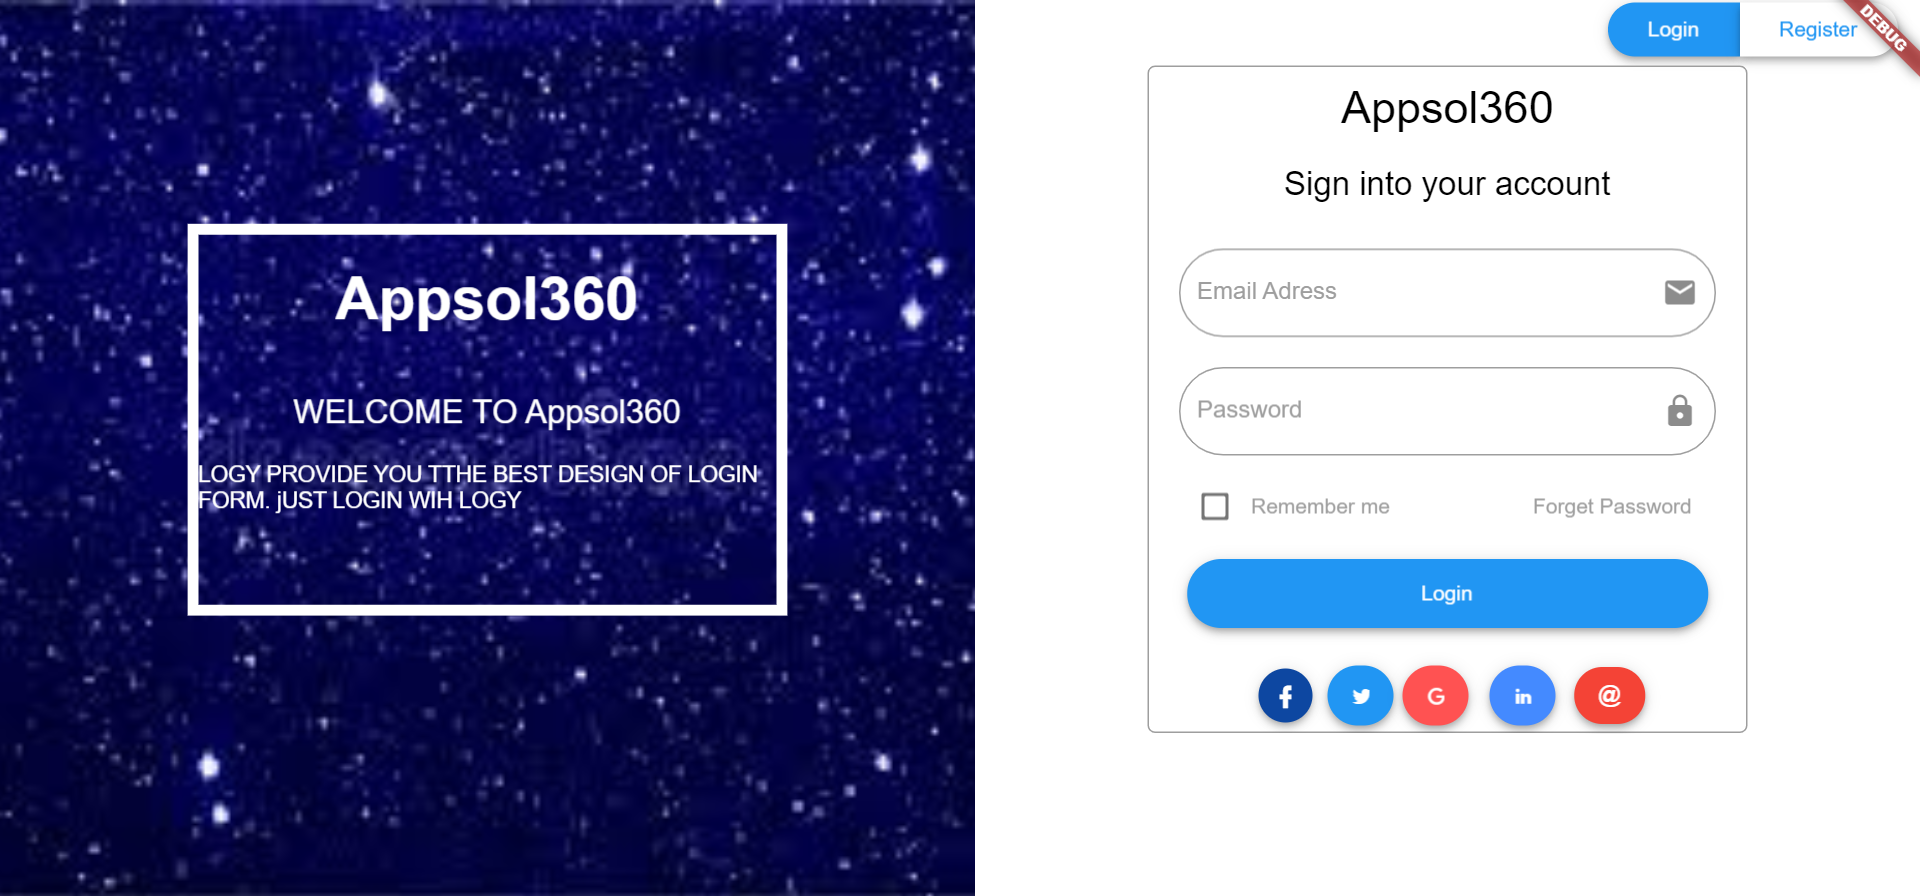 Appsol360
WELCOME TO Appsol360
LOGY PROVIDE YOU TTHE BEST DESIGN OF LOGIN
FORM. jUST LOGIN WIH LOGY
Login
Register
DEBUG
Appsol360
Sign into your account
Email Adress
Password
Remember me
Forget Password
Login